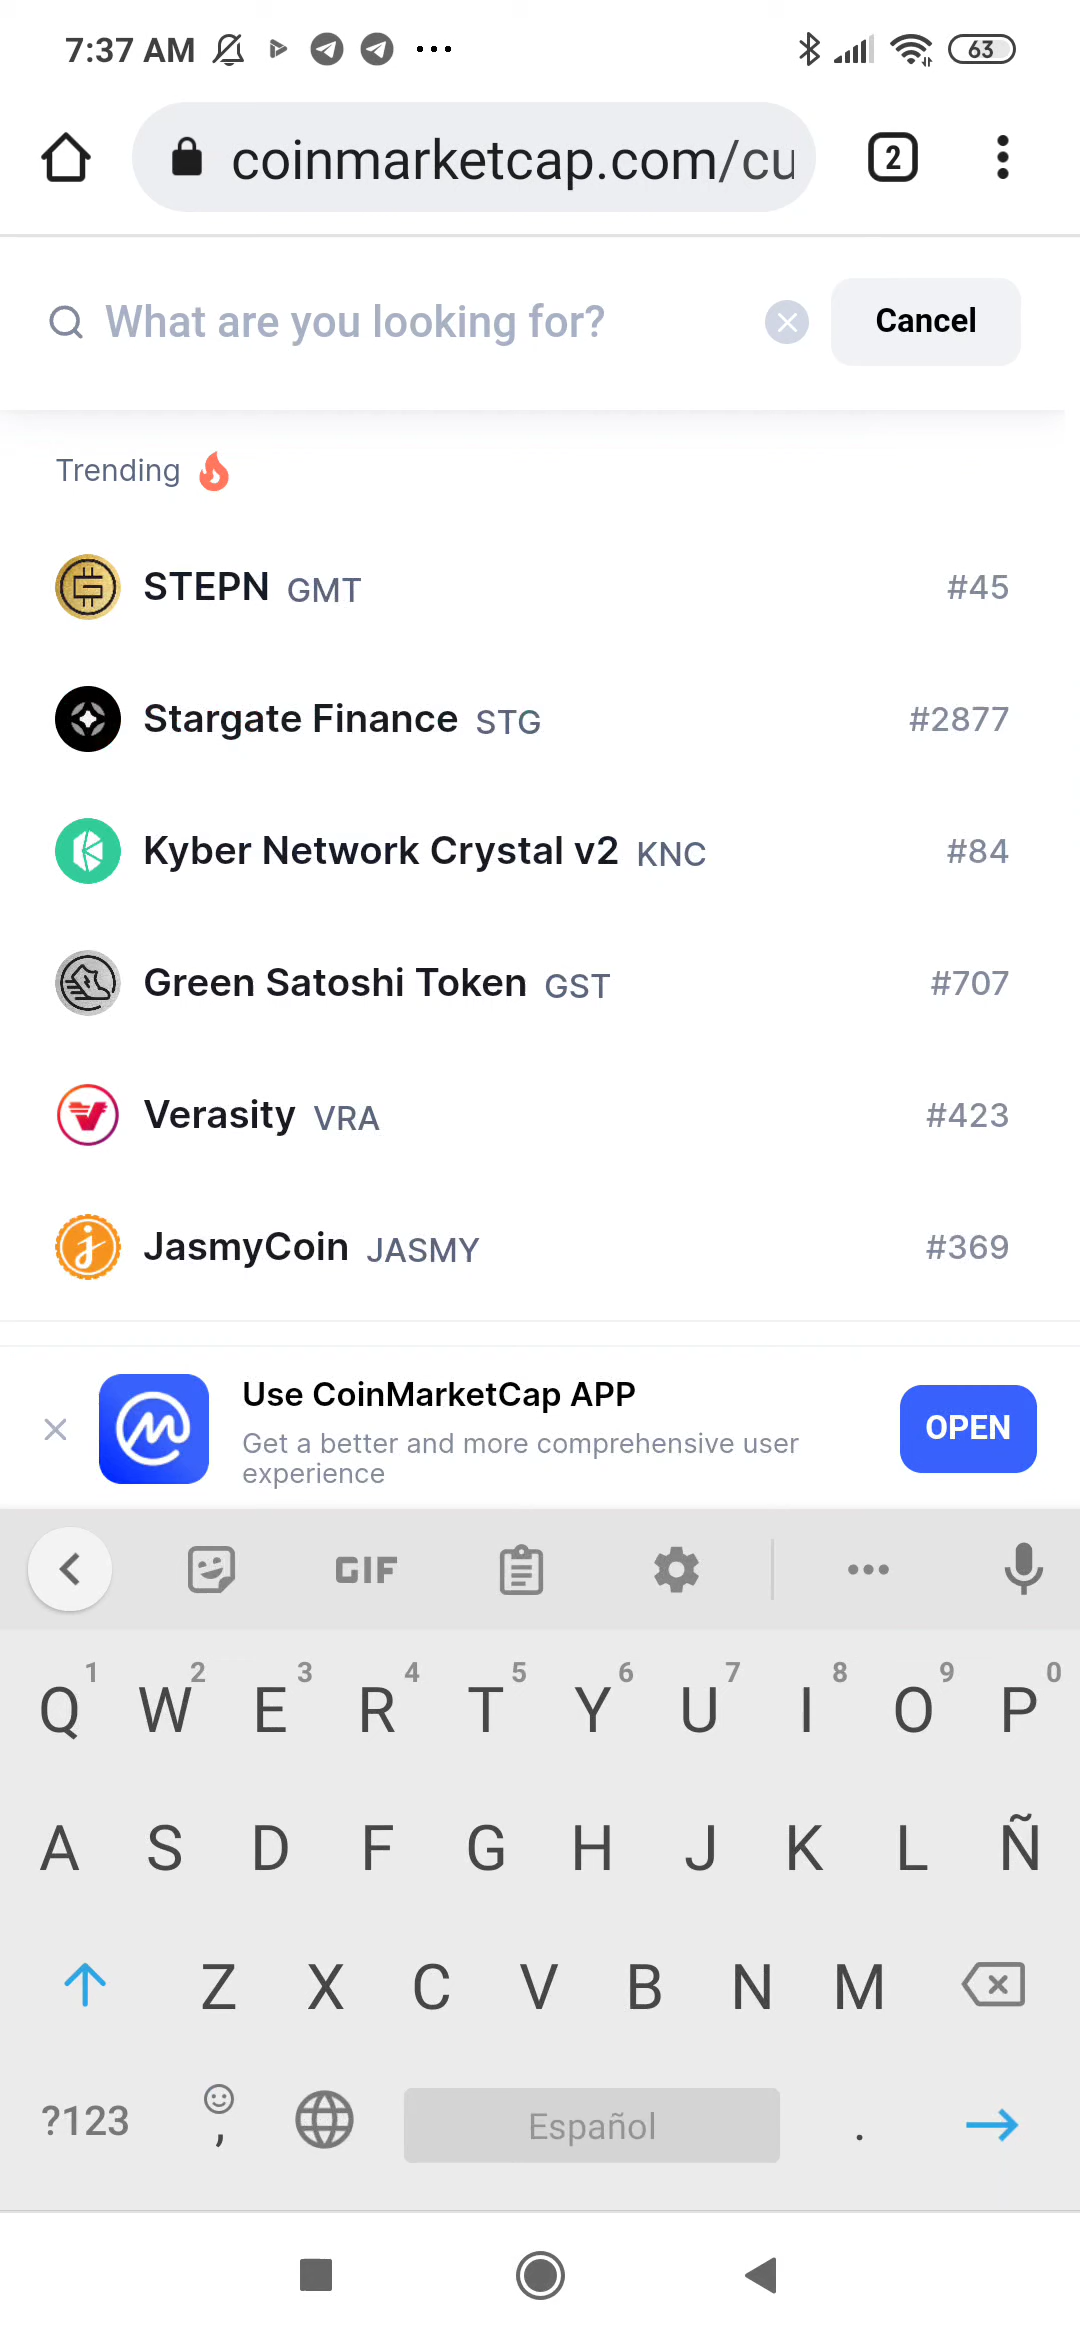 7:37 AM
63
coinmarketcap.com/cu
2
What are you looking for?
Cancel
Trending
STEPN GMT #45
Stargate Finance STG #2877
Kyber Network Crystal v2 KNC #84
Green Satoshi Token GST #707
Verasity VRA #423
JasmyCoin JASMY #369
Use CoinMarketCap APP
Get a better and more comprehensive user
experience
OPEN
GIF
1 2 3 4 5 6 7 8 9 0
Q W E R T Y U I O P
A S D F G H J K L Ñ
Z X C V B N M
?123 , Español .